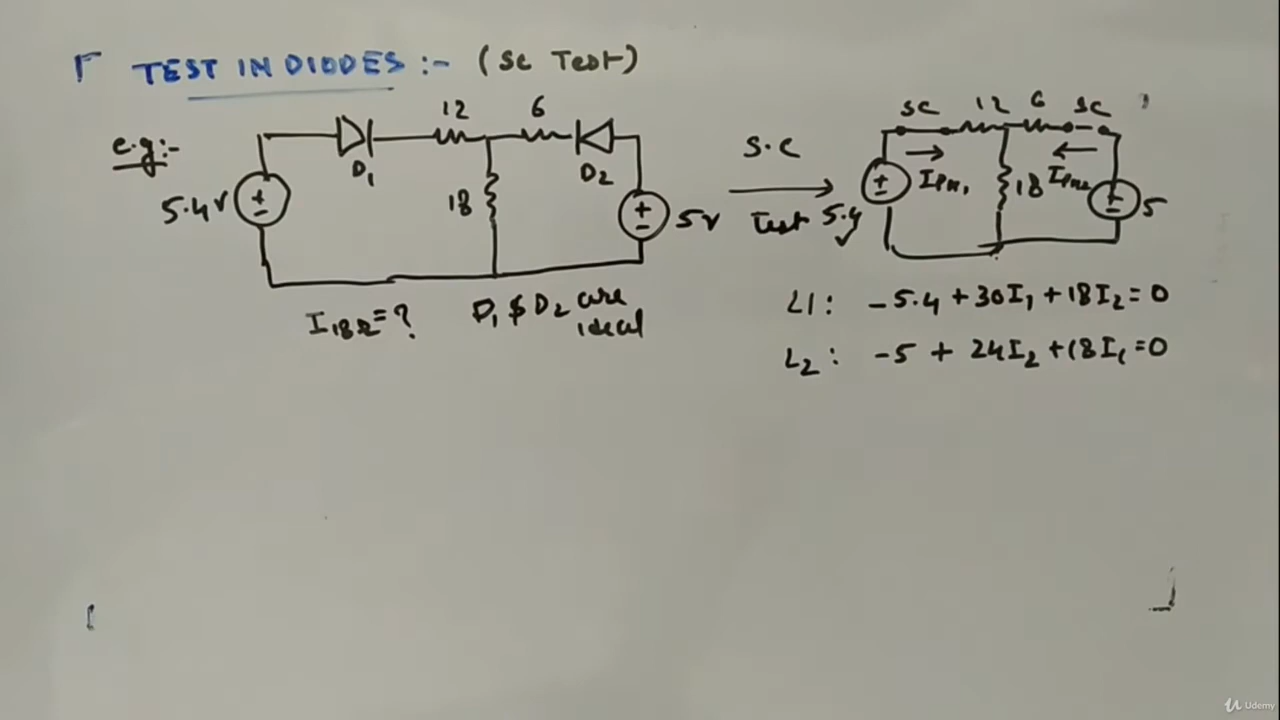 TEST IN DIODES :- (SC Test)
e.g:-
5.4V
D1
12
6
D2
18
5V
I18Ω=?
D1 & D2 are ideal
S.C
Test
SC 12 6 SC
5.4
IPN1
18
IPN2
5
L1: -5.4 + 30I1 + 18I2 = 0
L2: -5 + 24I2 + 18I1 = 0
Udemy